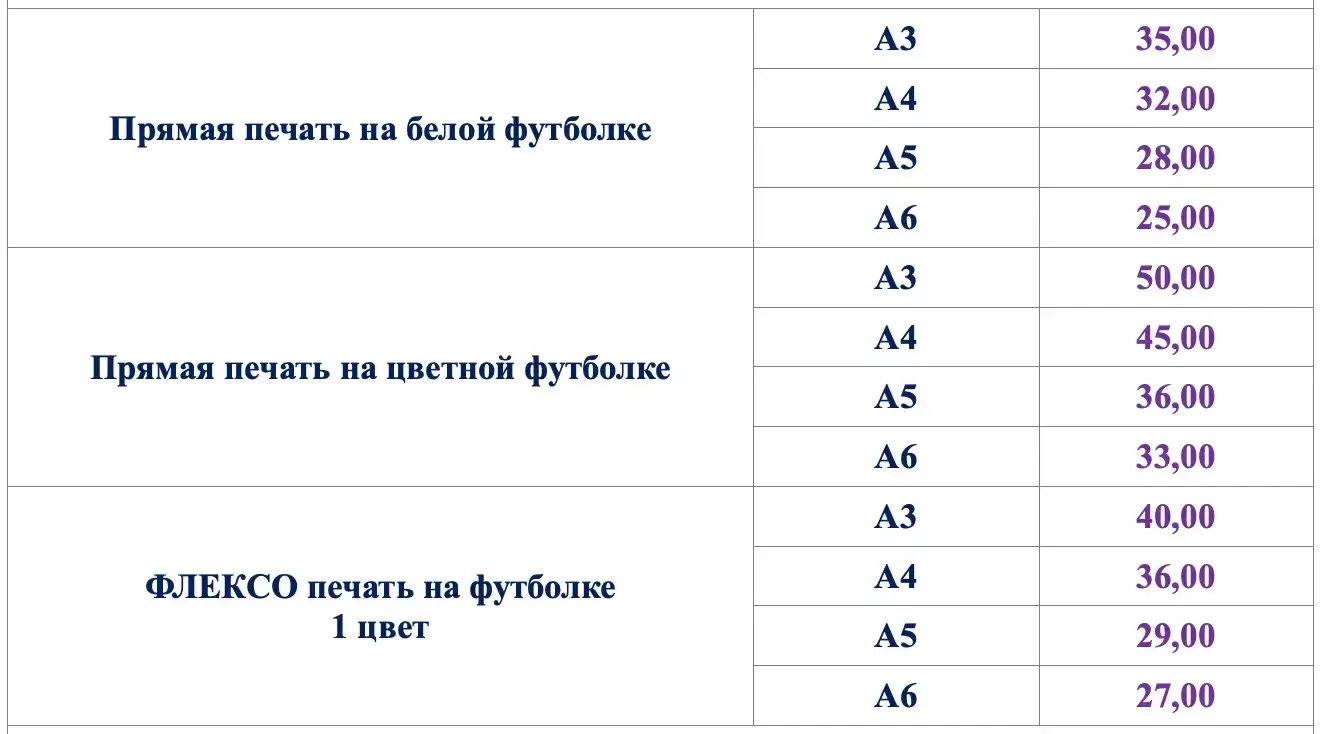 Прямая печать на белой футболке
А3 35,00
А4 32,00
А5 28,00
А6 25,00
Прямая печать на цветной футболке
А3 50,00
А4 45,00
А5 36,00
А6 33,00
ФЛЕКСО печать на футболке
1 цвет
А3 40,00
А4 36,00
А5 29,00
А6 27,00